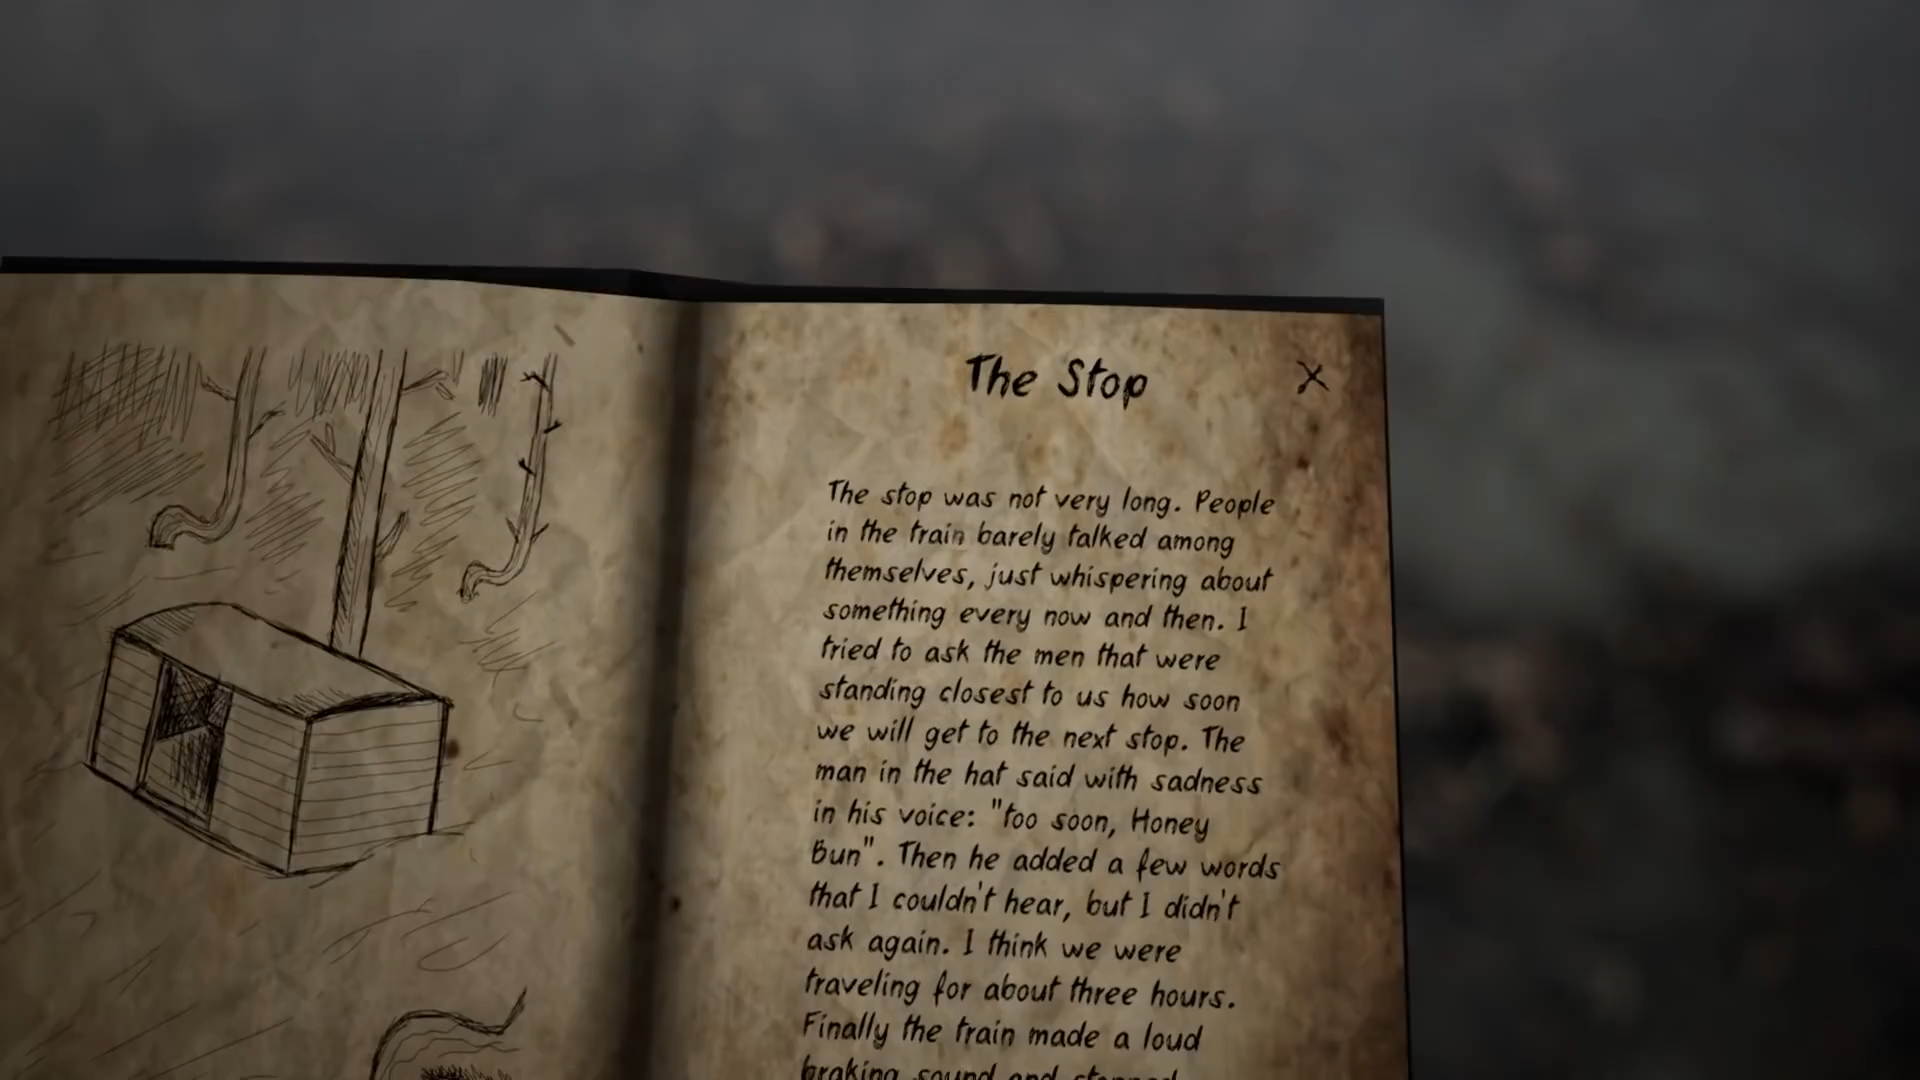 The Stop
X
The stop was not very long. People
in the train barely talked among
themselves, just whispering about
something every now and then. I
tried to ask the men that were
standing closest to us how soon
we will get to the next stop. The
man in the hat said with sadness
in his voice: "too soon, Honey
Bun". Then he added a few words
that I couldn't hear, but I didn't
ask again. I think we were
traveling for about three hours.
Finally the train made a loud
braking sound and stopped